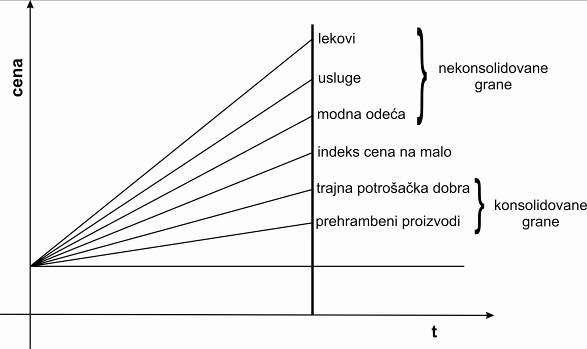 cena
lekovi
usluge
modna odeća
nekonsolidovane
grane
indeks cena na malo
trajna potrošačka dobra
prehrambeni proizvodi
konsolidovane
grane
t